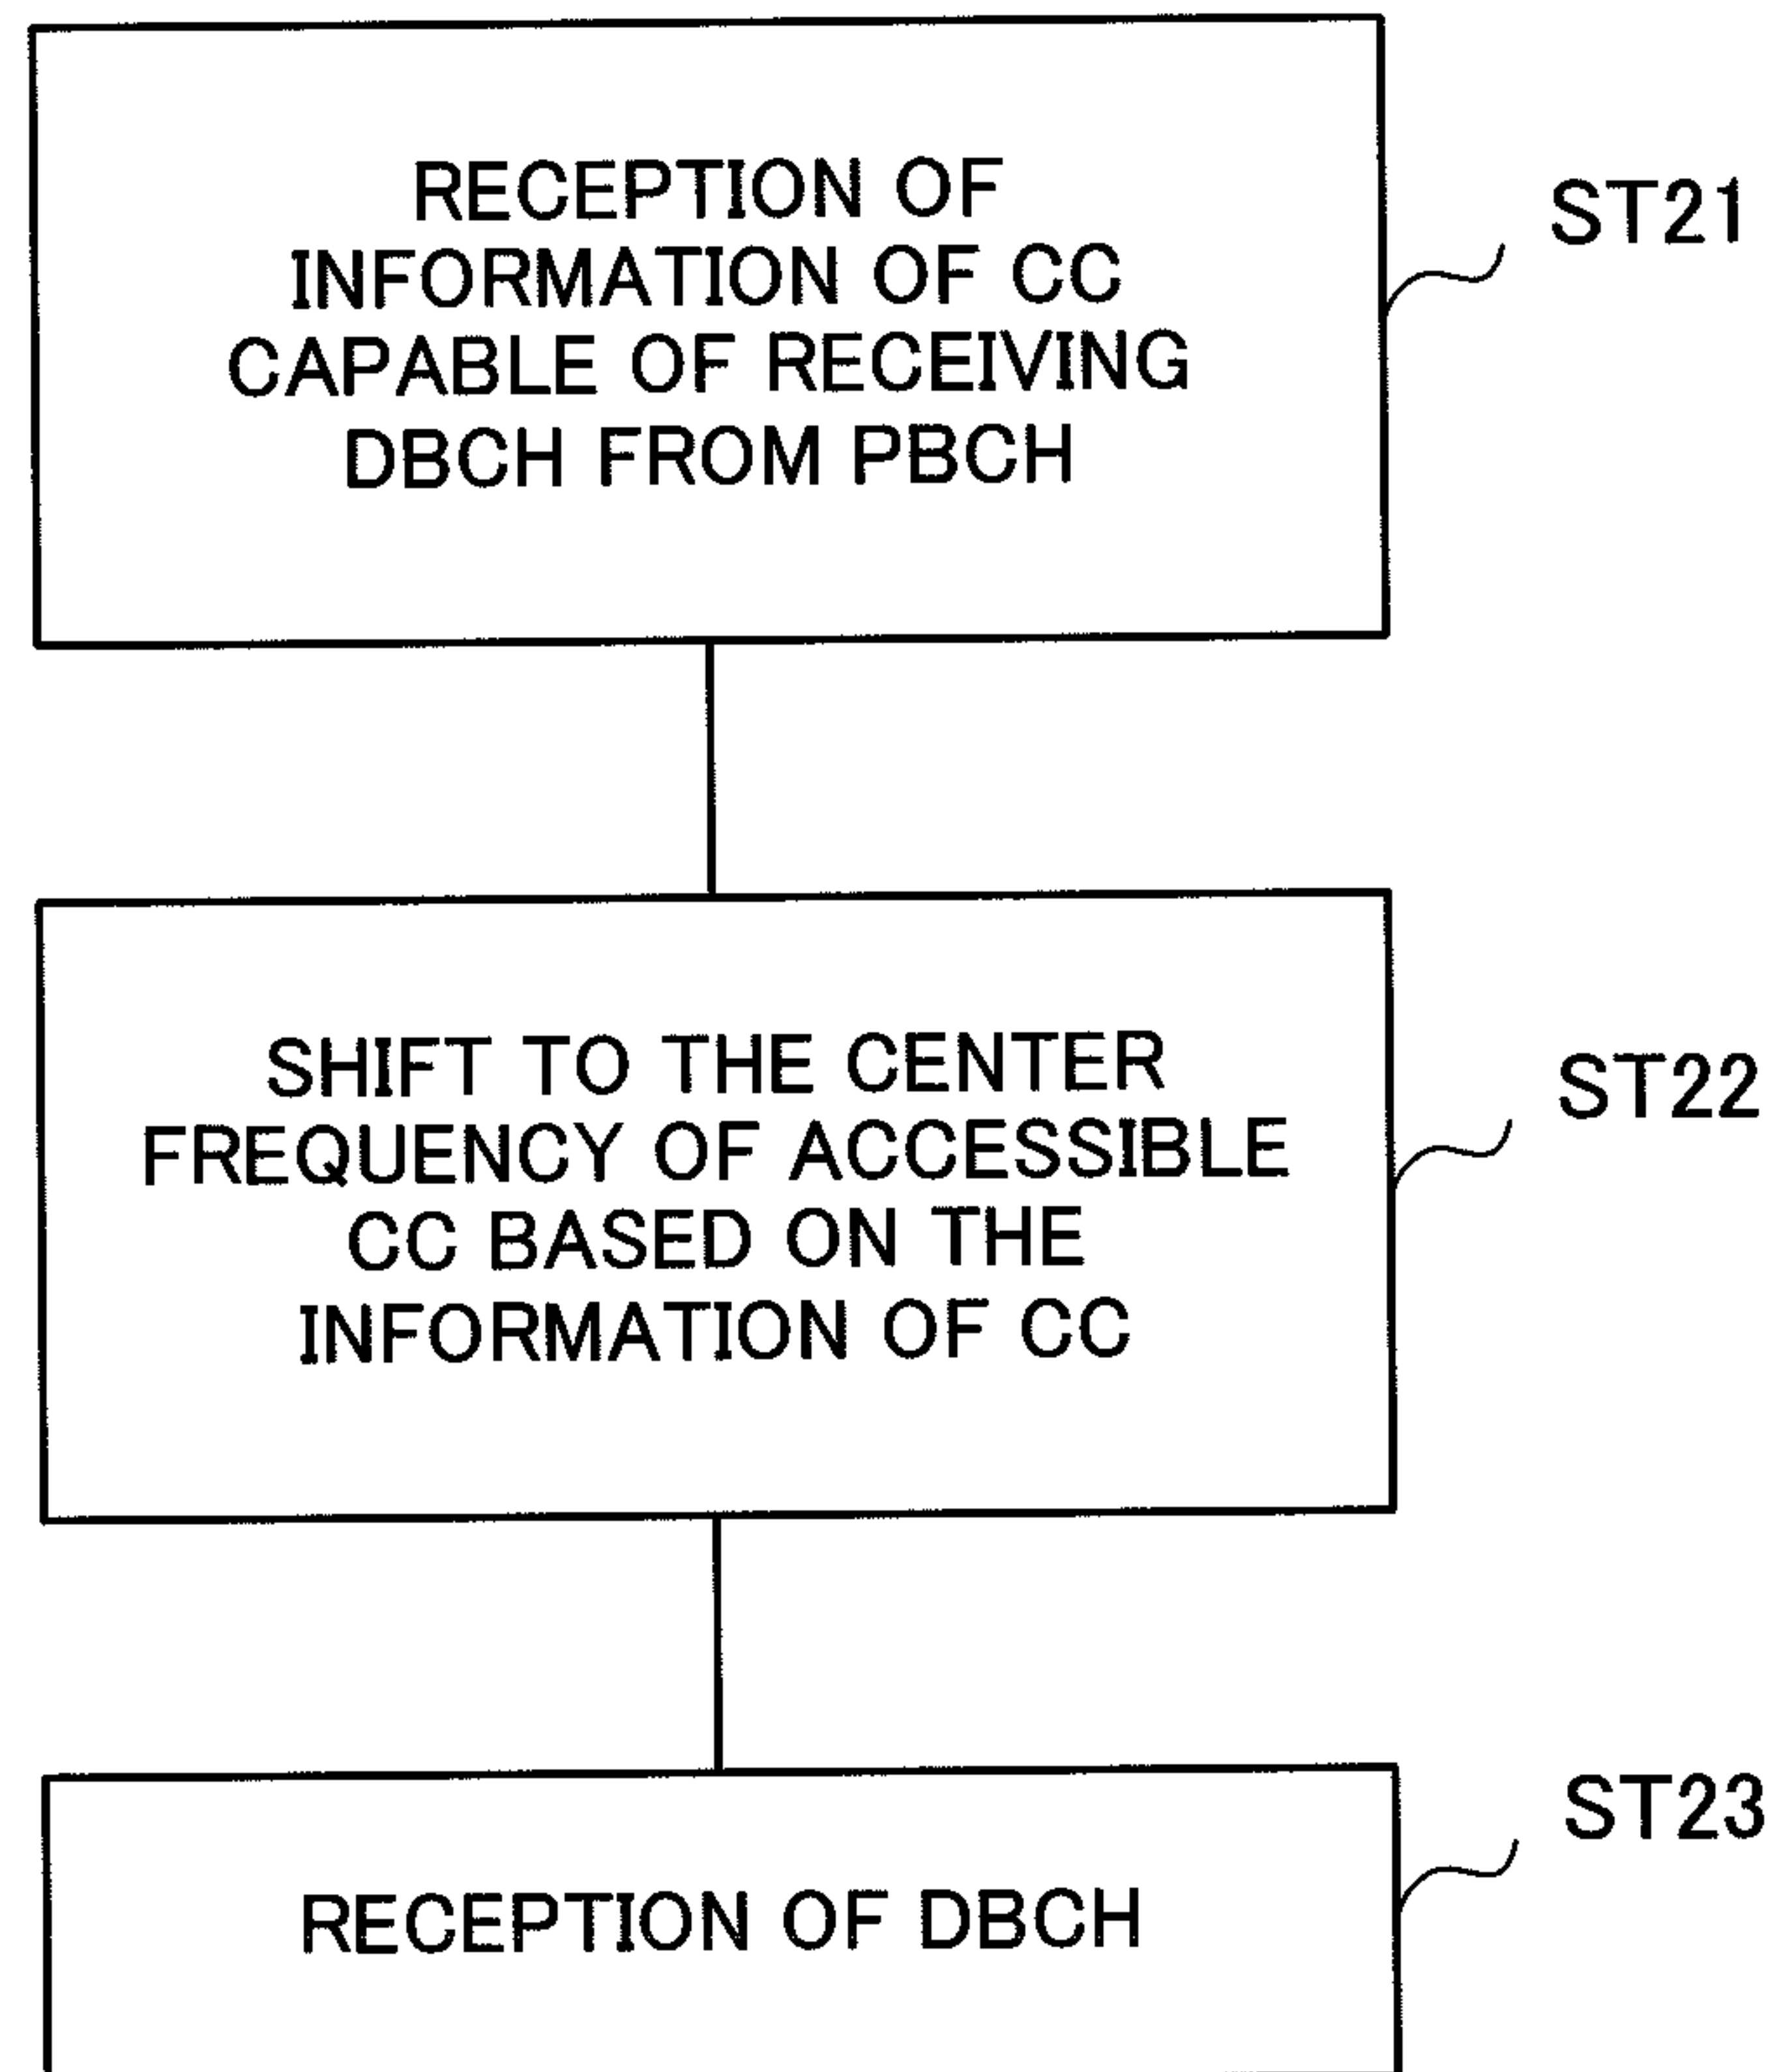 RECEPTION OF
INFORMATION OF CC
CAPABLE OF RECEIVING
DBCH FROM PBCH
ST21
SHIFT TO THE CENTER
FREQUENCY OF ACCESSIBLE
CC BASED ON THE
INFORMATION OF CC
ST22
RECEPTION OF DBCH
ST23